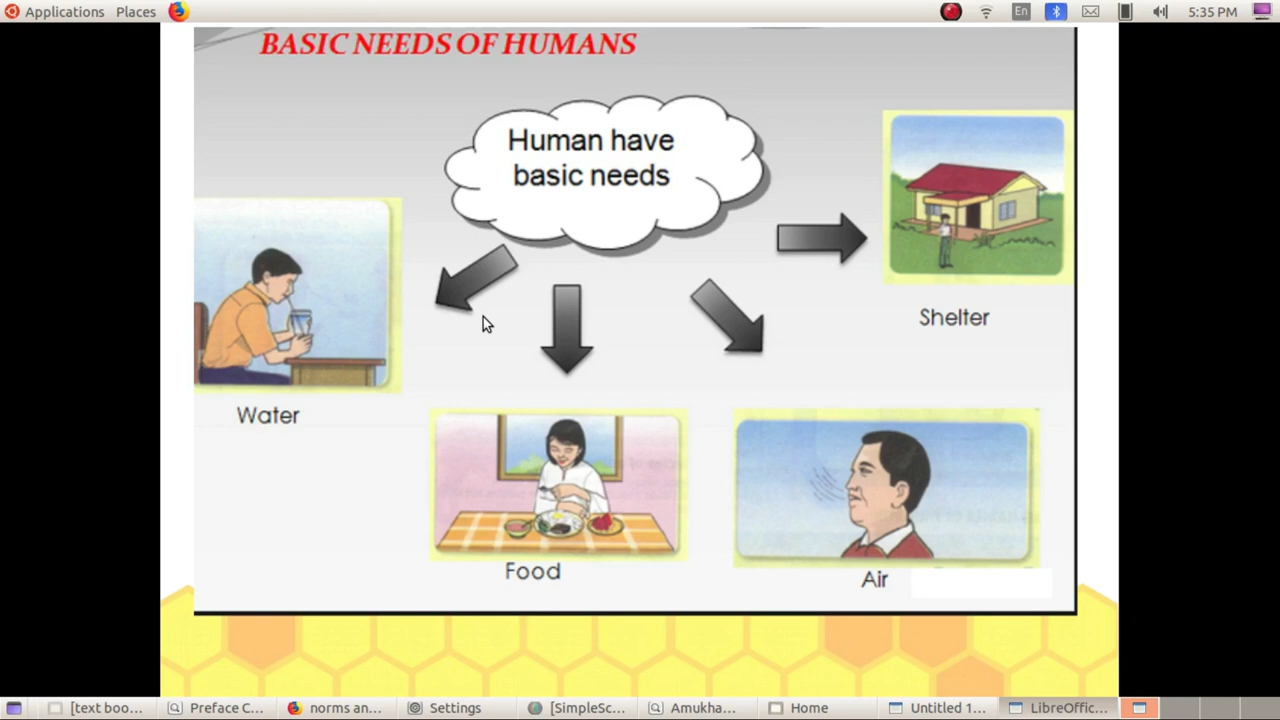 Applications Places
En
5:35 PM
BASIC NEEDS OF HUMANS
Human have
basic needs
Shelter
Water
Food
Air
[text boo...
Preface C...
norms an...
Settings
[SimpleSc...
Amukha...
Home
Untitled 1...
LibreOffic...